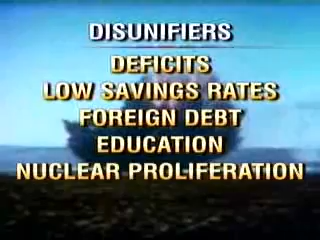 DISUNIFIERS
DEFICITS
LOW SAVINGS RATES
FOREIGN DEBT
EDUCATION
NUCLEAR PROLIFERATION